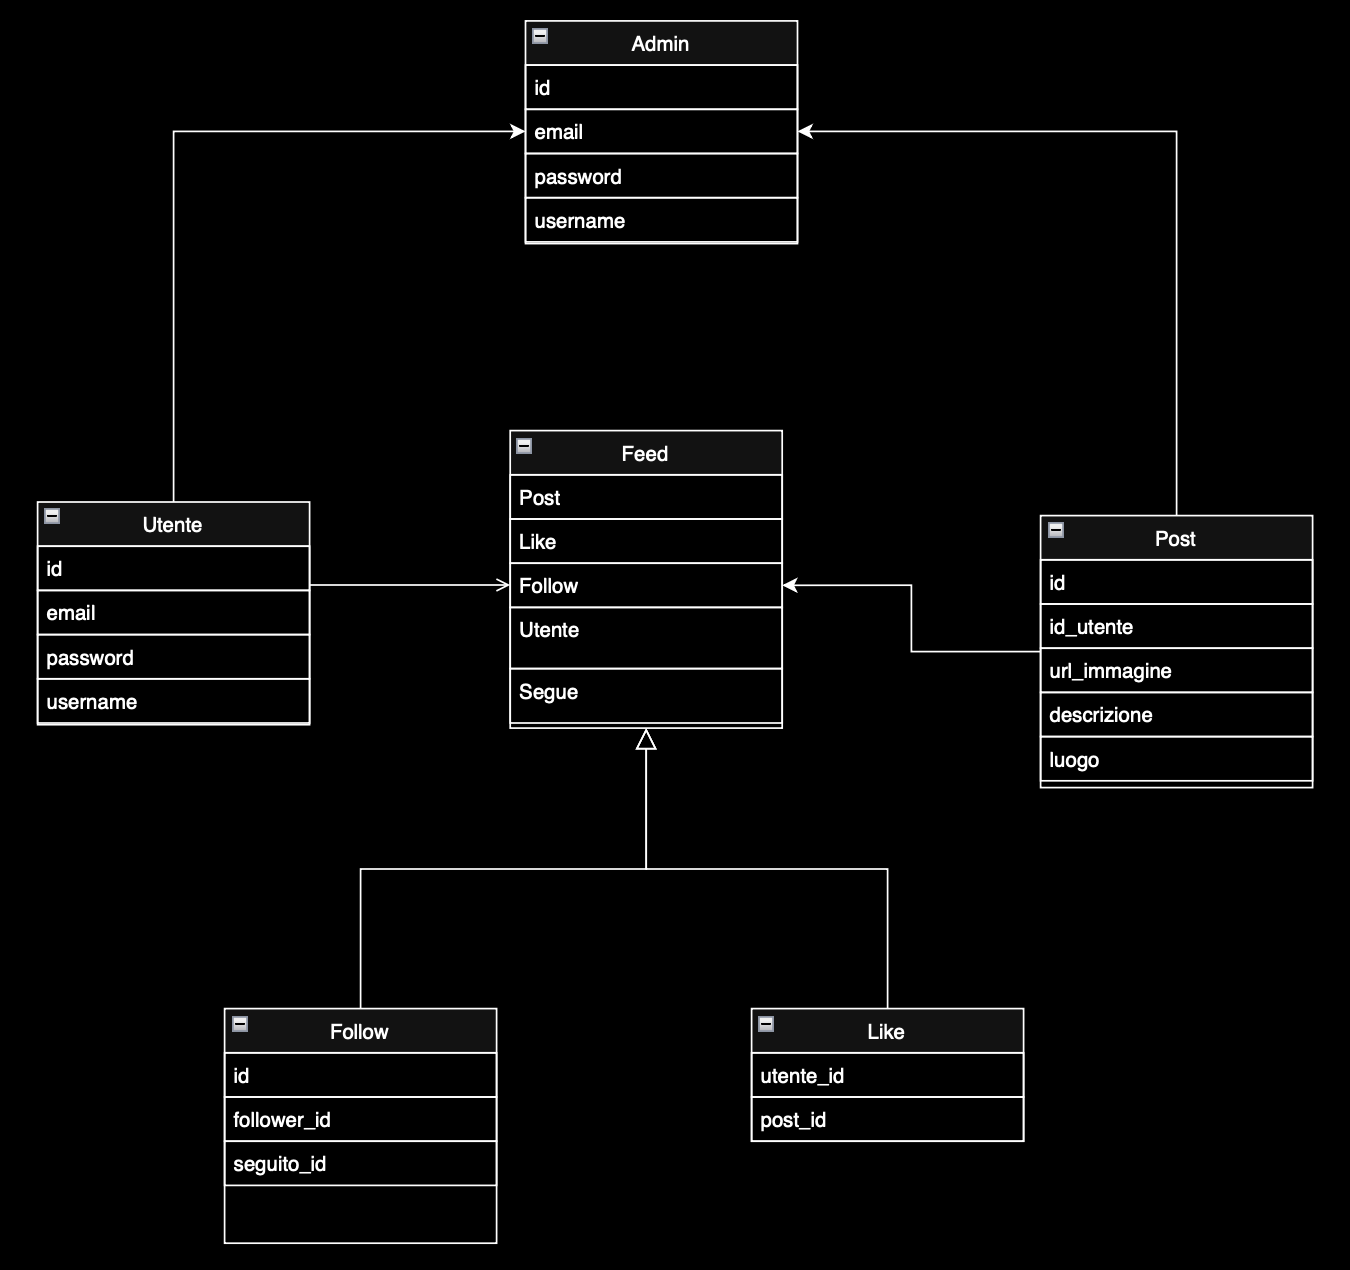 Admin
id
email
password
username
Feed
Post
Like
Follow
Utente
Segue
Utente
id
email
password
username
Post
id
id_utente
url_immagine
descrizione
luogo
Follow
id
follower_id
seguito_id
Like
utente_id
post_id